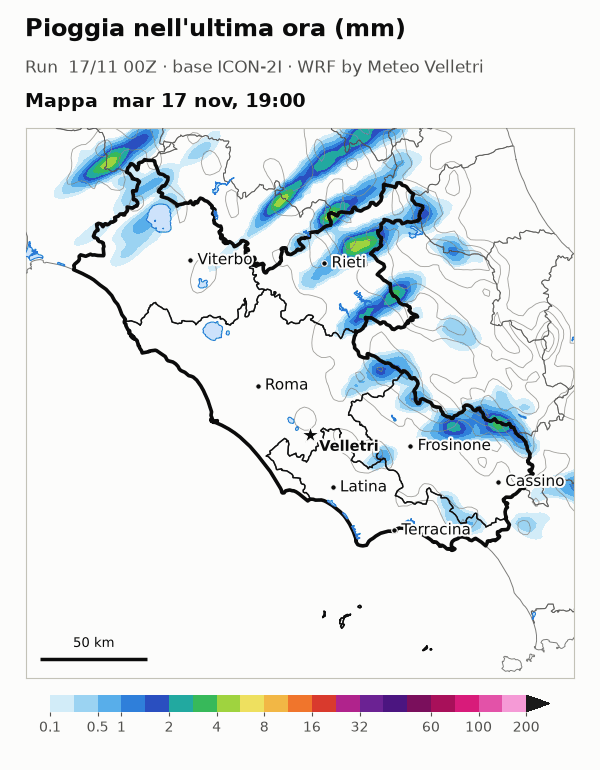 Pioggia nell'ultima ora (mm)
Run  17/11 00Z · base ICON-2I · WRF by Meteo Velletri
Mappa  mar 17 nov, 19:00
Viterbo
Rieti
Roma
Velletri
Frosinone
Latina
Cassino
Terracina
50 km
0.1 0.5 1 2 4 8 16 32 60 100 200